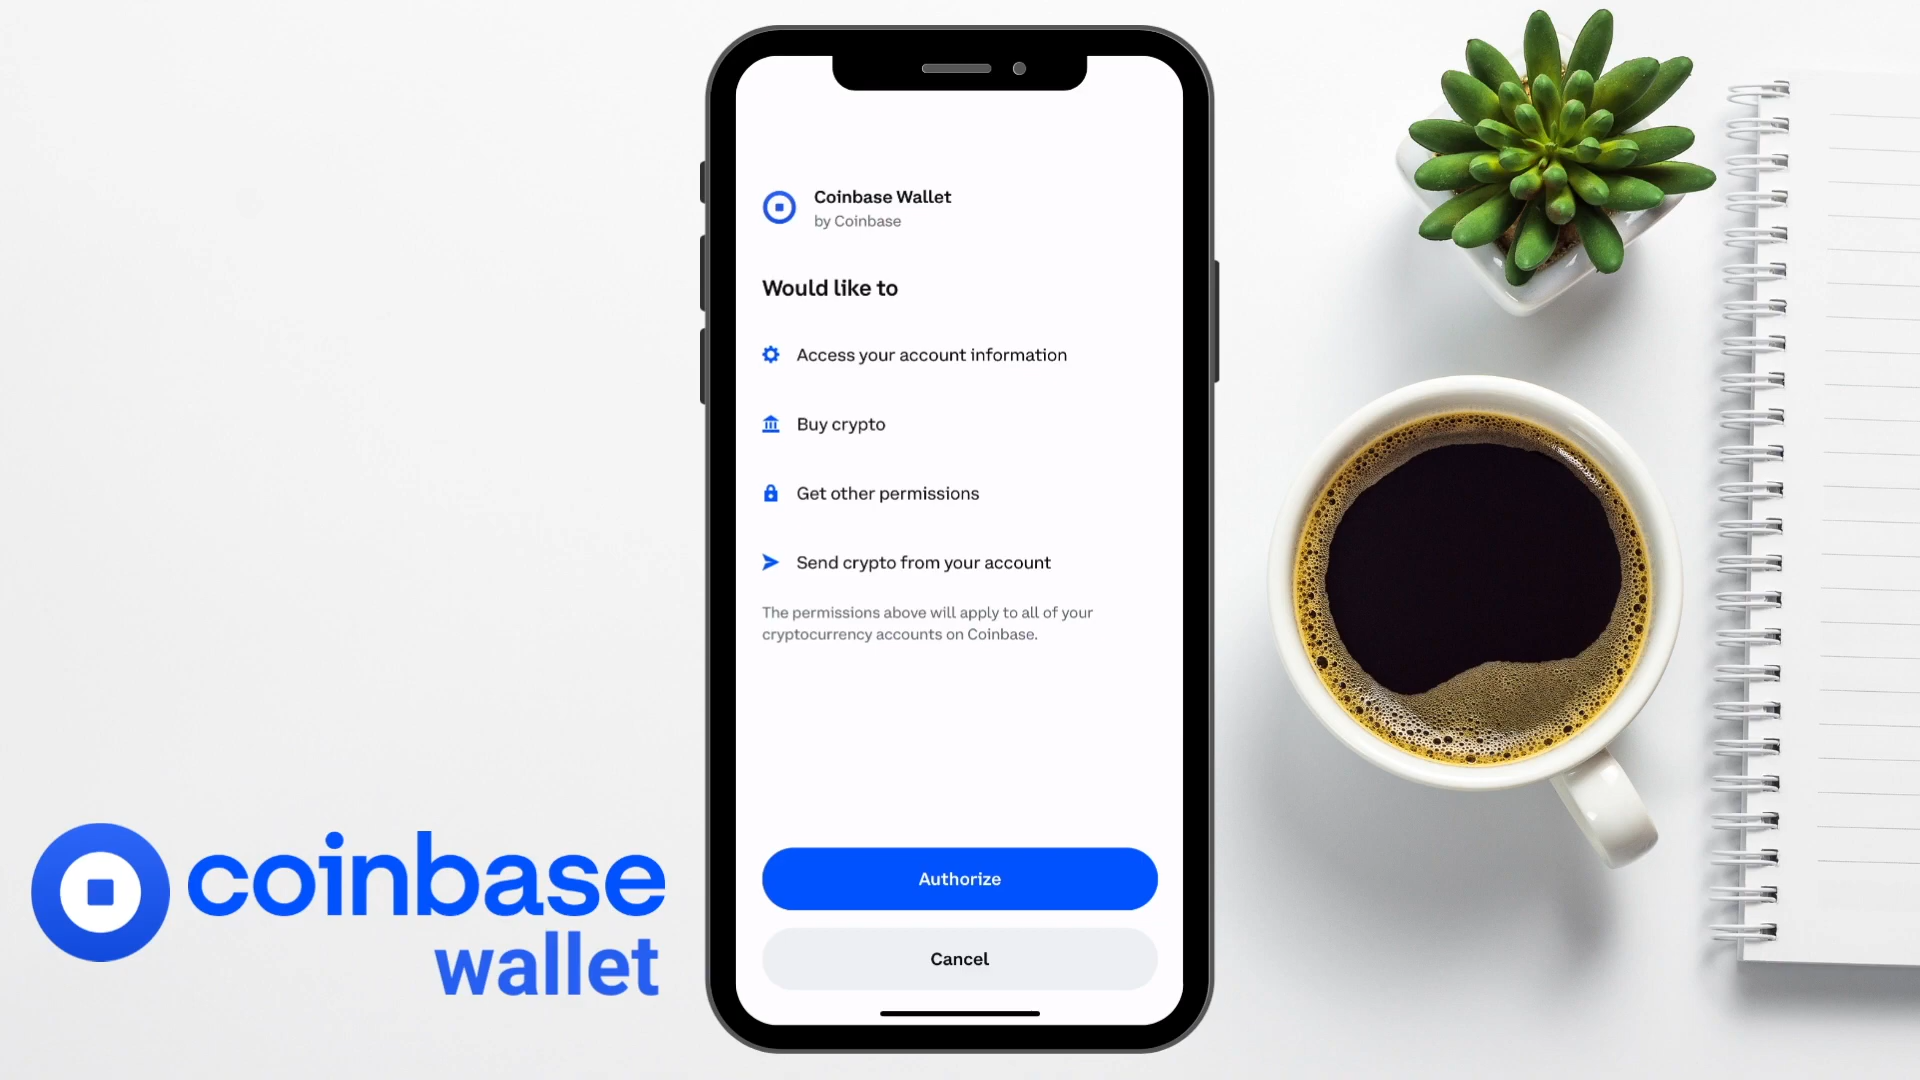 Coinbase Wallet
by Coinbase
Would like to
Access your account information
Buy crypto
Get other permissions
Send crypto from your account
The permissions above will apply to all of your
cryptocurrency accounts on Coinbase.
Authorize
Cancel
coinbase
wallet